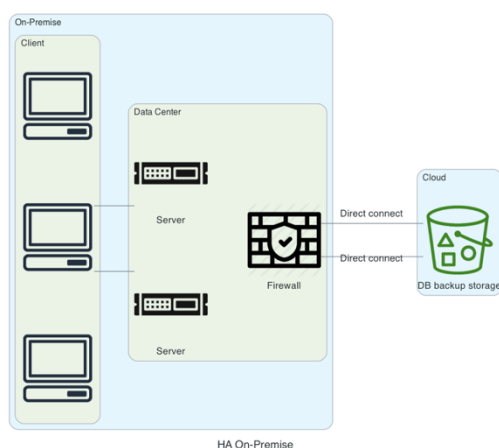 On-Premise
Client
Data Center
Server
Server
Firewall
Direct connect
Direct connect
Cloud
DB backup storage
HA On-Premise